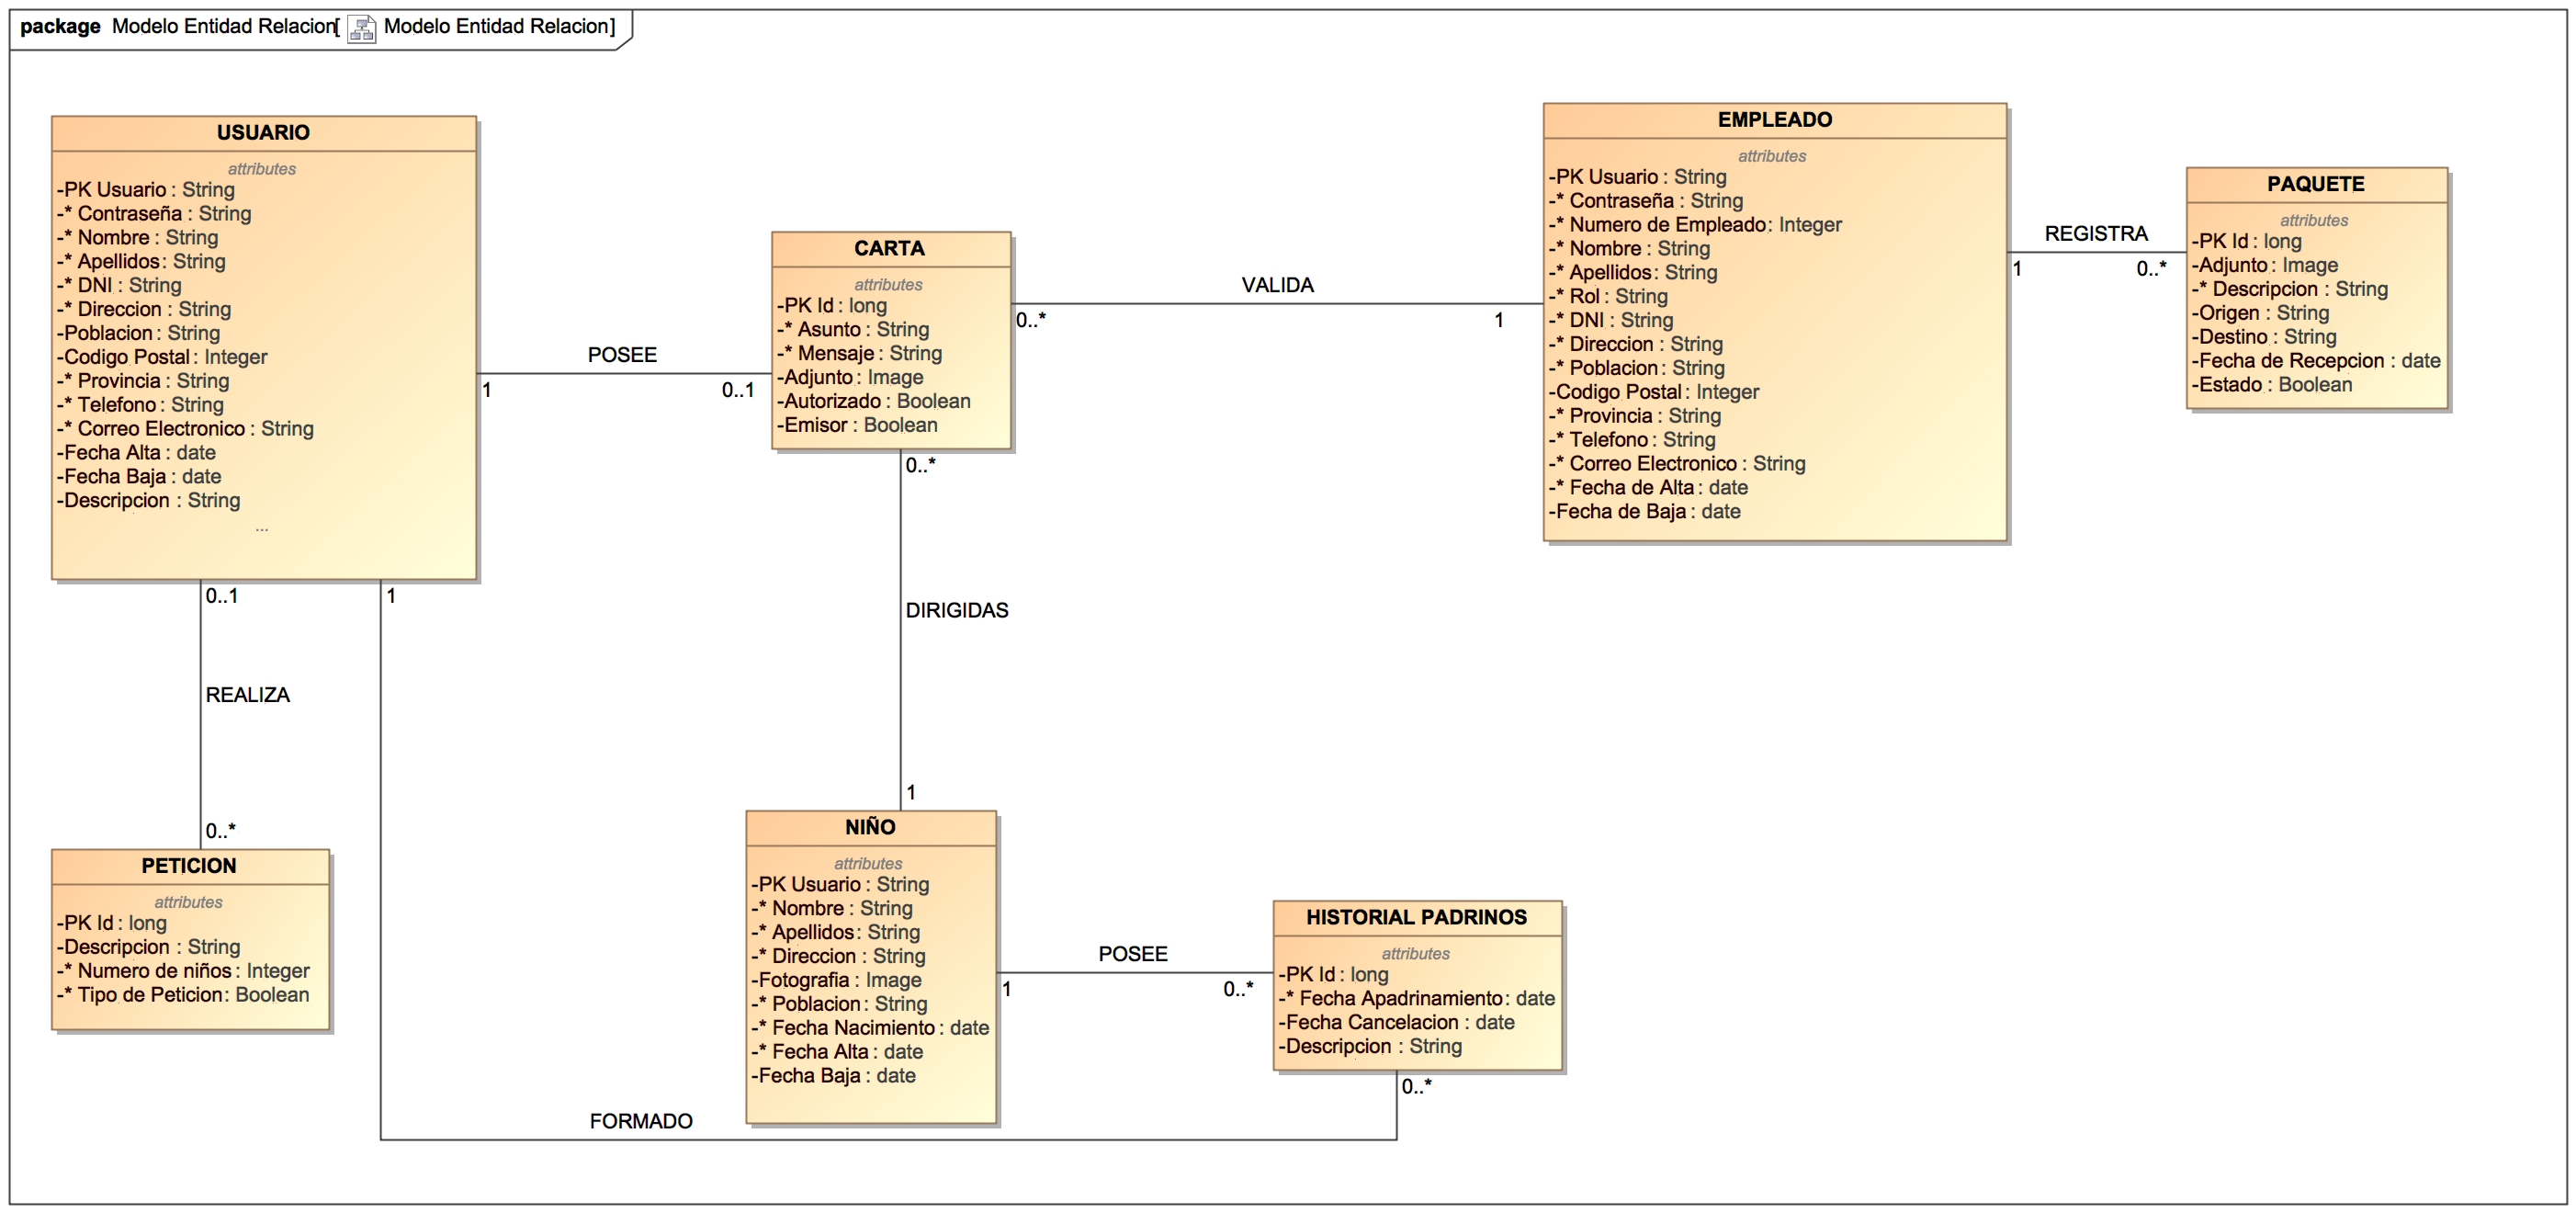 package Modelo Entidad Relacion[ Modelo Entidad Relacion]
USUARIO
attributes
-PK Usuario : String
-* Contraseña : String
-* Nombre : String
-* Apellidos : String
-* DNI : String
-* Direccion : String
-Poblacion : String
-Codigo Postal : Integer
-* Provincia : String
-* Telefono : String
-* Correo Electronico : String
-Fecha Alta : date
-Fecha Baja : date
-Descripcion : String
...
POSEE
1
0..1
CARTA
attributes
-PK Id : long
-* Asunto : String
-* Mensaje : String
-Adjunto : Image
-Autorizado : Boolean
-Emisor : Boolean
VALIDA
0..*
1
EMPLEADO
attributes
-PK Usuario : String
-* Contraseña : String
-* Numero de Empleado : Integer
-* Nombre : String
-* Apellidos : String
-* Rol : String
-* DNI : String
-* Direccion : String
-* Poblacion : String
-Codigo Postal : Integer
-* Provincia : String
-* Telefono : String
-* Correo Electronico : String
-* Fecha de Alta : date
-Fecha de Baja : date
REGISTRA
1
0..*
PAQUETE
attributes
-PK Id : long
-Adjunto : Image
-* Descripcion : String
-Origen : String
-Destino : String
-Fecha de Recepcion : date
-Estado : Boolean
0..1
REALIZA
0..*
1
0..*
DIRIGIDAS
1
PETICION
attributes
-PK Id : long
-Descripcion : String
-* Numero de niños : Integer
-* Tipo de Peticion : Boolean
NIÑO
attributes
-PK Usuario : String
-* Nombre : String
-* Apellidos : String
-* Direccion : String
-Fotografia : Image
-* Poblacion : String
-* Fecha Nacimiento : date
-* Fecha Alta : date
-Fecha Baja : date
POSEE
1
0..*
HISTORIAL PADRINOS
attributes
-PK Id : long
-* Fecha Apadrinamiento : date
-Fecha Cancelacion : date
-Descripcion : String
0..*
FORMADO